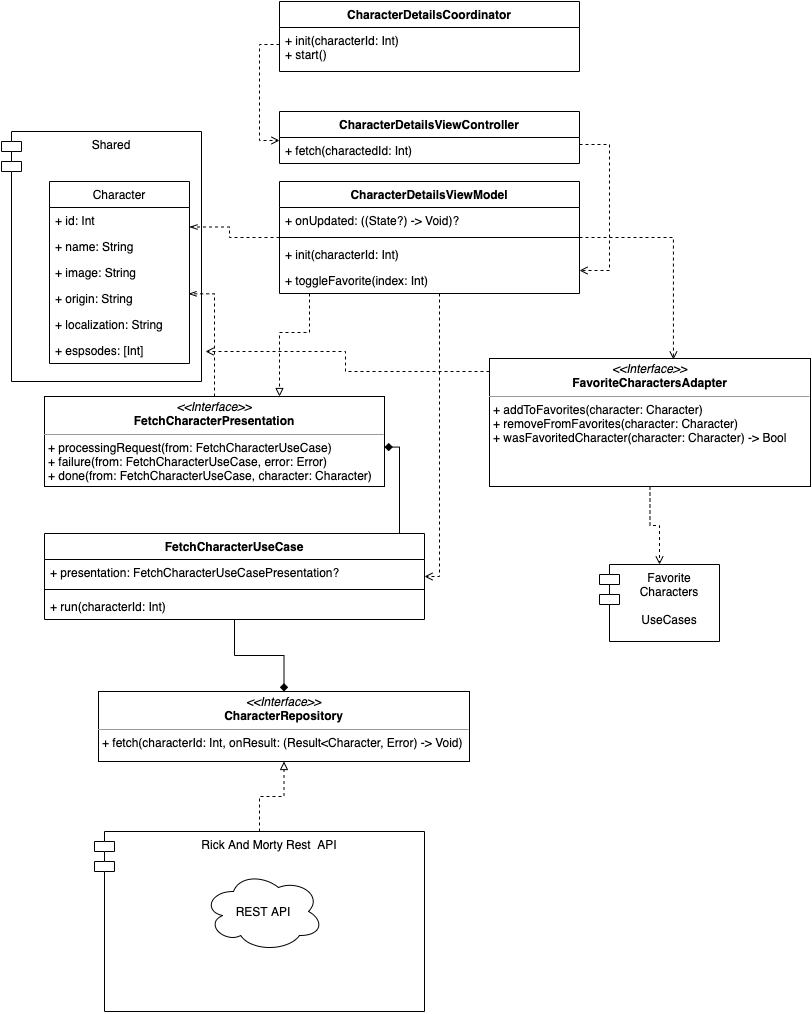 CharacterDetailsCoordinator
+ init(characterId: Int)
+ start()
CharacterDetailsViewController
+ fetch(charactedId: Int)
Shared
Character
+ id: Int
+ name: String
+ image: String
+ origin: String
+ localization: String
+ espsodes: [Int]
CharacterDetailsViewModel
+ onUpdated: ((State?) -> Void)?
+ init(characterId: Int)
+ toggleFavorite(index: Int)
<<Interface>>
FavoriteCharactersAdapter
+ addToFavorites(character: Character)
+ removeFromFavorites(character: Character)
+ wasFavoritedCharacter(character: Character) -> Bool
<<Interface>>
FetchCharacterPresentation
+ processingRequest(from: FetchCharacterUseCase)
+ failure(from: FetchCharacterUseCase, error: Error)
+ done(from: FetchCharacterUseCase, character: Character)
FetchCharacterUseCase
+ presentation: FetchCharacterUseCasePresentation?
+ run(characterId: Int)
Favorite
Characters
UseCases
<<Interface>>
CharacterRepository
+ fetch(characterId: Int, onResult: (Result<Character, Error) -> Void)
Rick And Morty Rest API
REST API